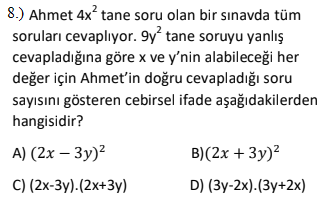 8.) Ahmet 4x² tane soru olan bir sınavda tüm
soruları cevaplıyor. 9y² tane soruyu yanlış
cevapladığına göre x ve y’nin alabileceği her
değer için Ahmet’in doğru cevapladığı soru
sayısını gösteren cebirsel ifade aşağıdakilerden
hangisidir?
A) (2x − 3y)² B)(2x + 3y)²
C) (2x-3y).(2x+3y) D) (3y-2x).(3y+2x)